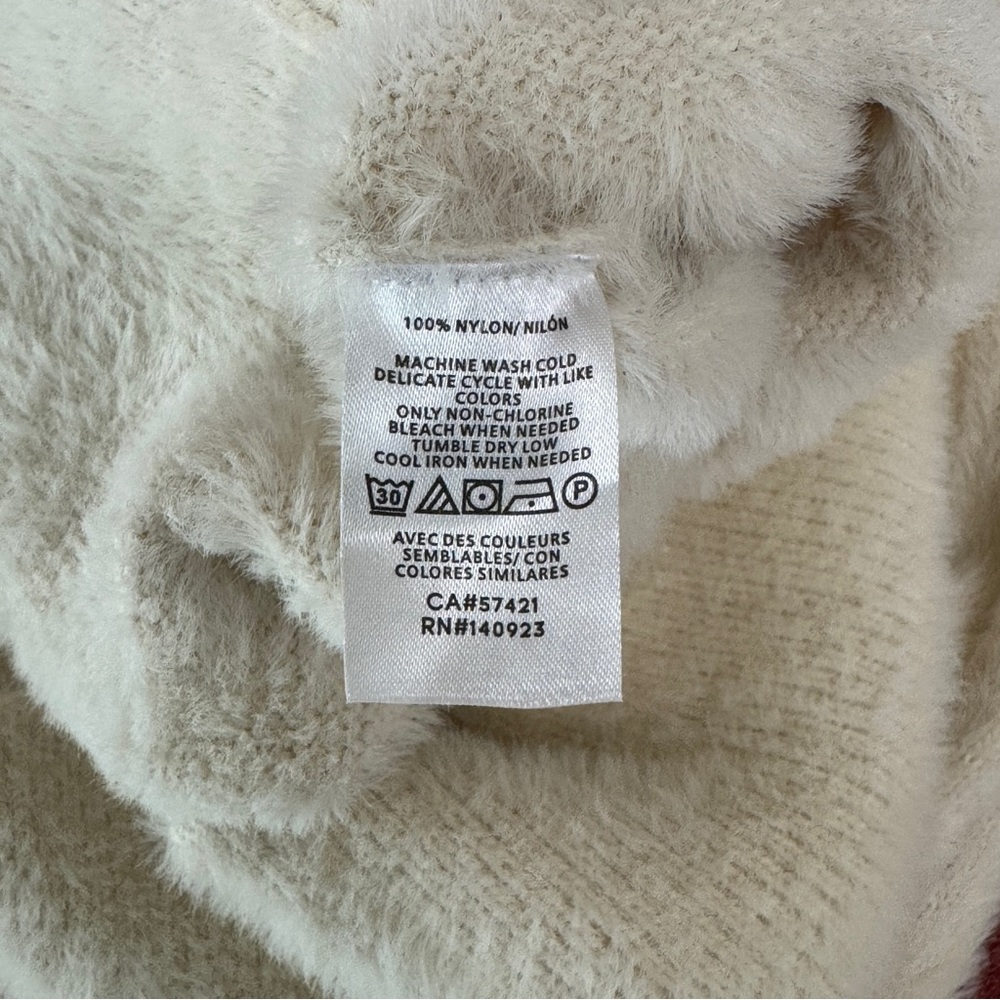 100% NYLON/ NILÓN
MACHINE WASH COLD
DELICATE CYCLE WITH LIKE
COLORS
ONLY NON-CHLORINE
BLEACH WHEN NEEDED
TUMBLE DRY LOW
COOL IRON WHEN NEEDED
30 P
AVEC DES COULEURS
SEMBLABLES/ CON
COLORES SIMILARES
CA#57421
RN#140923